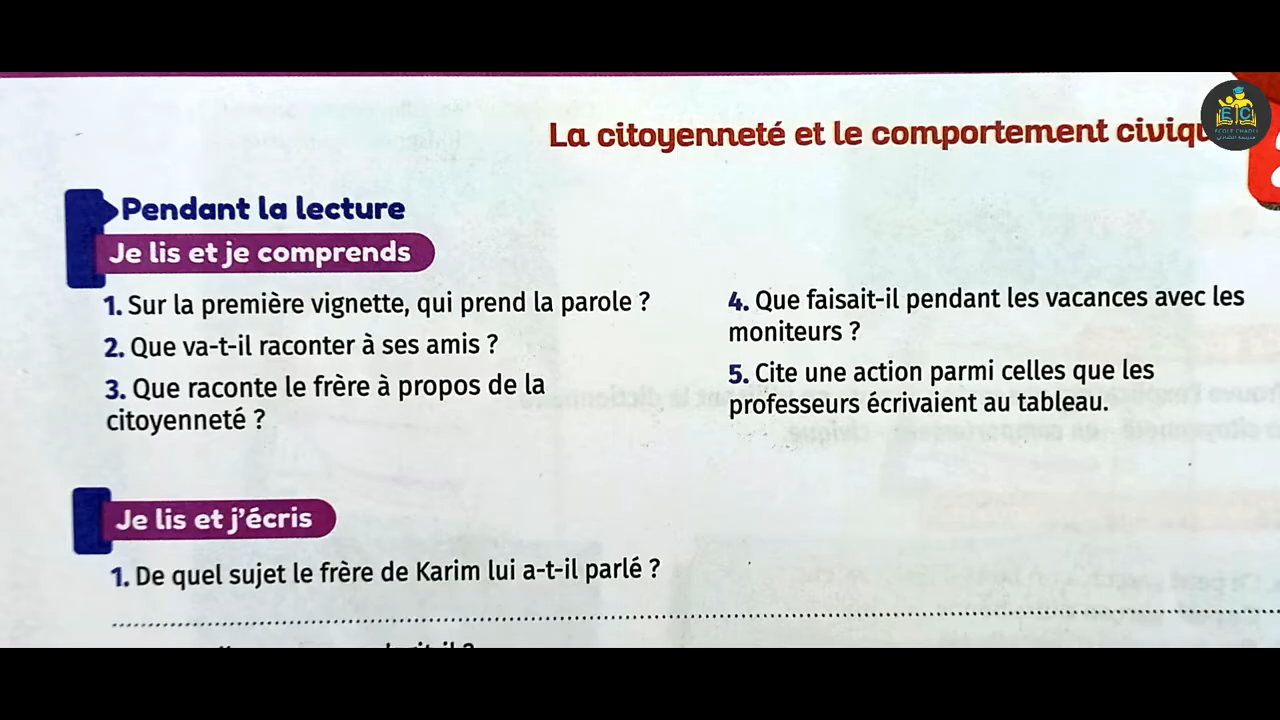 La citoyenneté et le comportement
Pendant la lecture
Je lis et je comprends
1. Sur la première vignette, qui prend la parole ?
2. Que va-t-il raconter à ses amis ?
3. Que raconte le frère à propos de la
citoyenneté ?
4. Que faisait-il pendant les vacances avec les
moniteurs ?
5. Cite une action parmi celles que les
professeurs écrivaient au tableau.
Je lis et j'écris
1. De quel sujet le frère de Karim lui a-t-il parlé ?
E C
ECOLE CHADLI